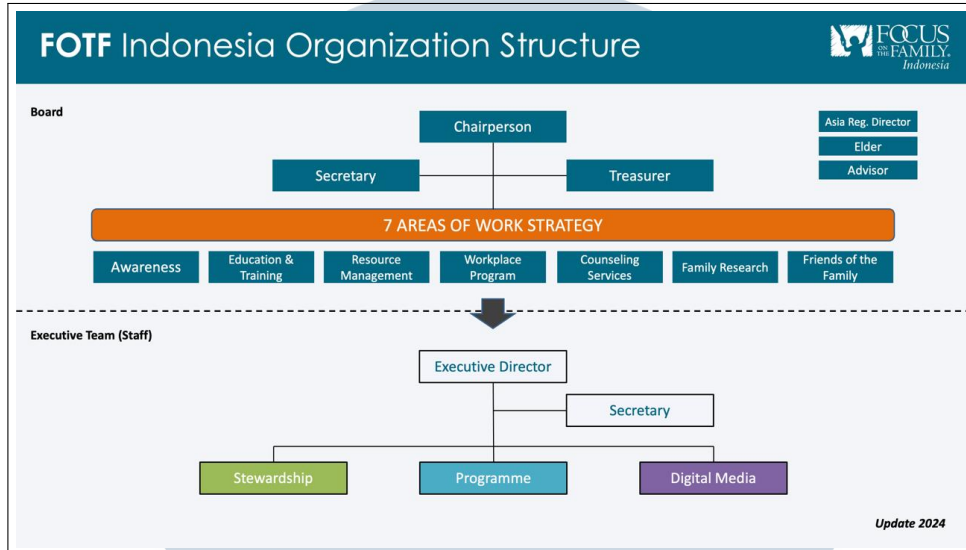 FOTF Indonesia Organization Structure
FOCUS
ON THE FAMILY®
Indonesia
Board
Chairperson
Asia Reg. Director
Elder
Advisor
Secretary
Treasurer
7 AREAS OF WORK STRATEGY
Awareness
Education &
Training
Resource
Management
Workplace
Program
Counseling
Services
Family Research
Friends of the
Family
Executive Team (Staff)
Executive Director
Secretary
Stewardship
Programme
Digital Media
Update 2024